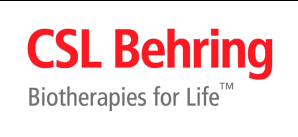 CSL Behring
Biotherapies for Life™